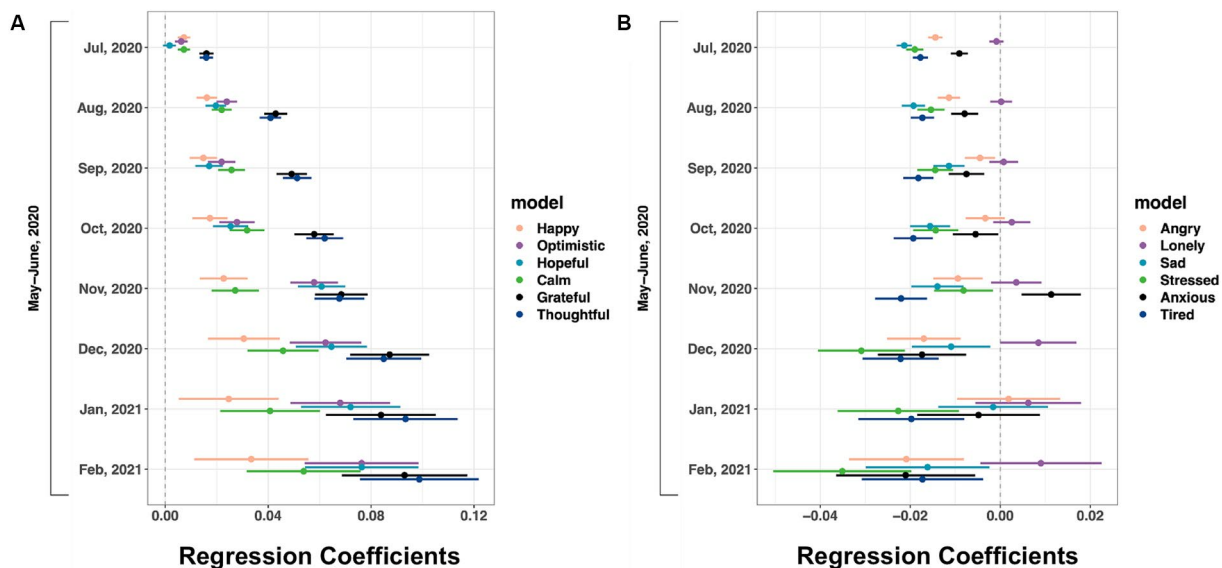 A
May–June, 2020
Jul, 2020
Aug, 2020
Sep, 2020
Oct, 2020
Nov, 2020
Dec, 2020
Jan, 2021
Feb, 2021
0.00 0.04 0.08 0.12
Regression Coefficients
model
Happy
Optimistic
Hopeful
Calm
Grateful
Thoughtful
B
May–June, 2020
Jul, 2020
Aug, 2020
Sep, 2020
Oct, 2020
Nov, 2020
Dec, 2020
Jan, 2021
Feb, 2021
−0.04 −0.02 0.00 0.02
Regression Coefficients
model
Angry
Lonely
Sad
Stressed
Anxious
Tired